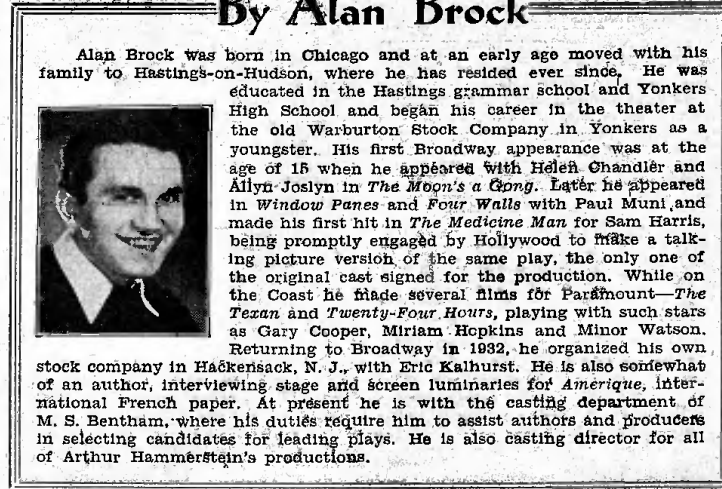 By Alan Brock
Alan Brock was born in Chicago and at an early age moved with his
family to Hastings-on-Hudson, where he has resided ever since. He was
educated in the Hastings grammar school and Yonkers
High School and began his career in the theater at
the old Warburton Stock Company in Yonkers as a
youngster. His first Broadway appearance was at the
age of 15 when he appeared with Helen Chandler and
Allyn Joslyn in The Moon's a Gong. Later he appeared
in Window Panes and Four Walls with Paul Muni and
made his first hit in The Medicine Man for Sam Harris,
being promptly engaged by Hollywood to make a talk-
ing picture version of the same play, the only one of
the original cast signed for the production. While on
the Coast he made several films for Paramount—The
Texan and Twenty-Four Hours, playing with such stars
as Gary Cooper, Miriam Hopkins and Minor Watson.
Returning to Broadway in 1932, he organized his own
stock company in Hackensack, N. J., with Eric Kalhurst. He is also somewhat
of an author, interviewing stage and screen luminaries for Amerique, inter-
national French paper. At present he is with the casting department of
M. S. Bentham, where his duties require him to assist authors and producers
in selecting candidates for leading plays. He is also casting director for all
of Arthur Hammerstein's productions.